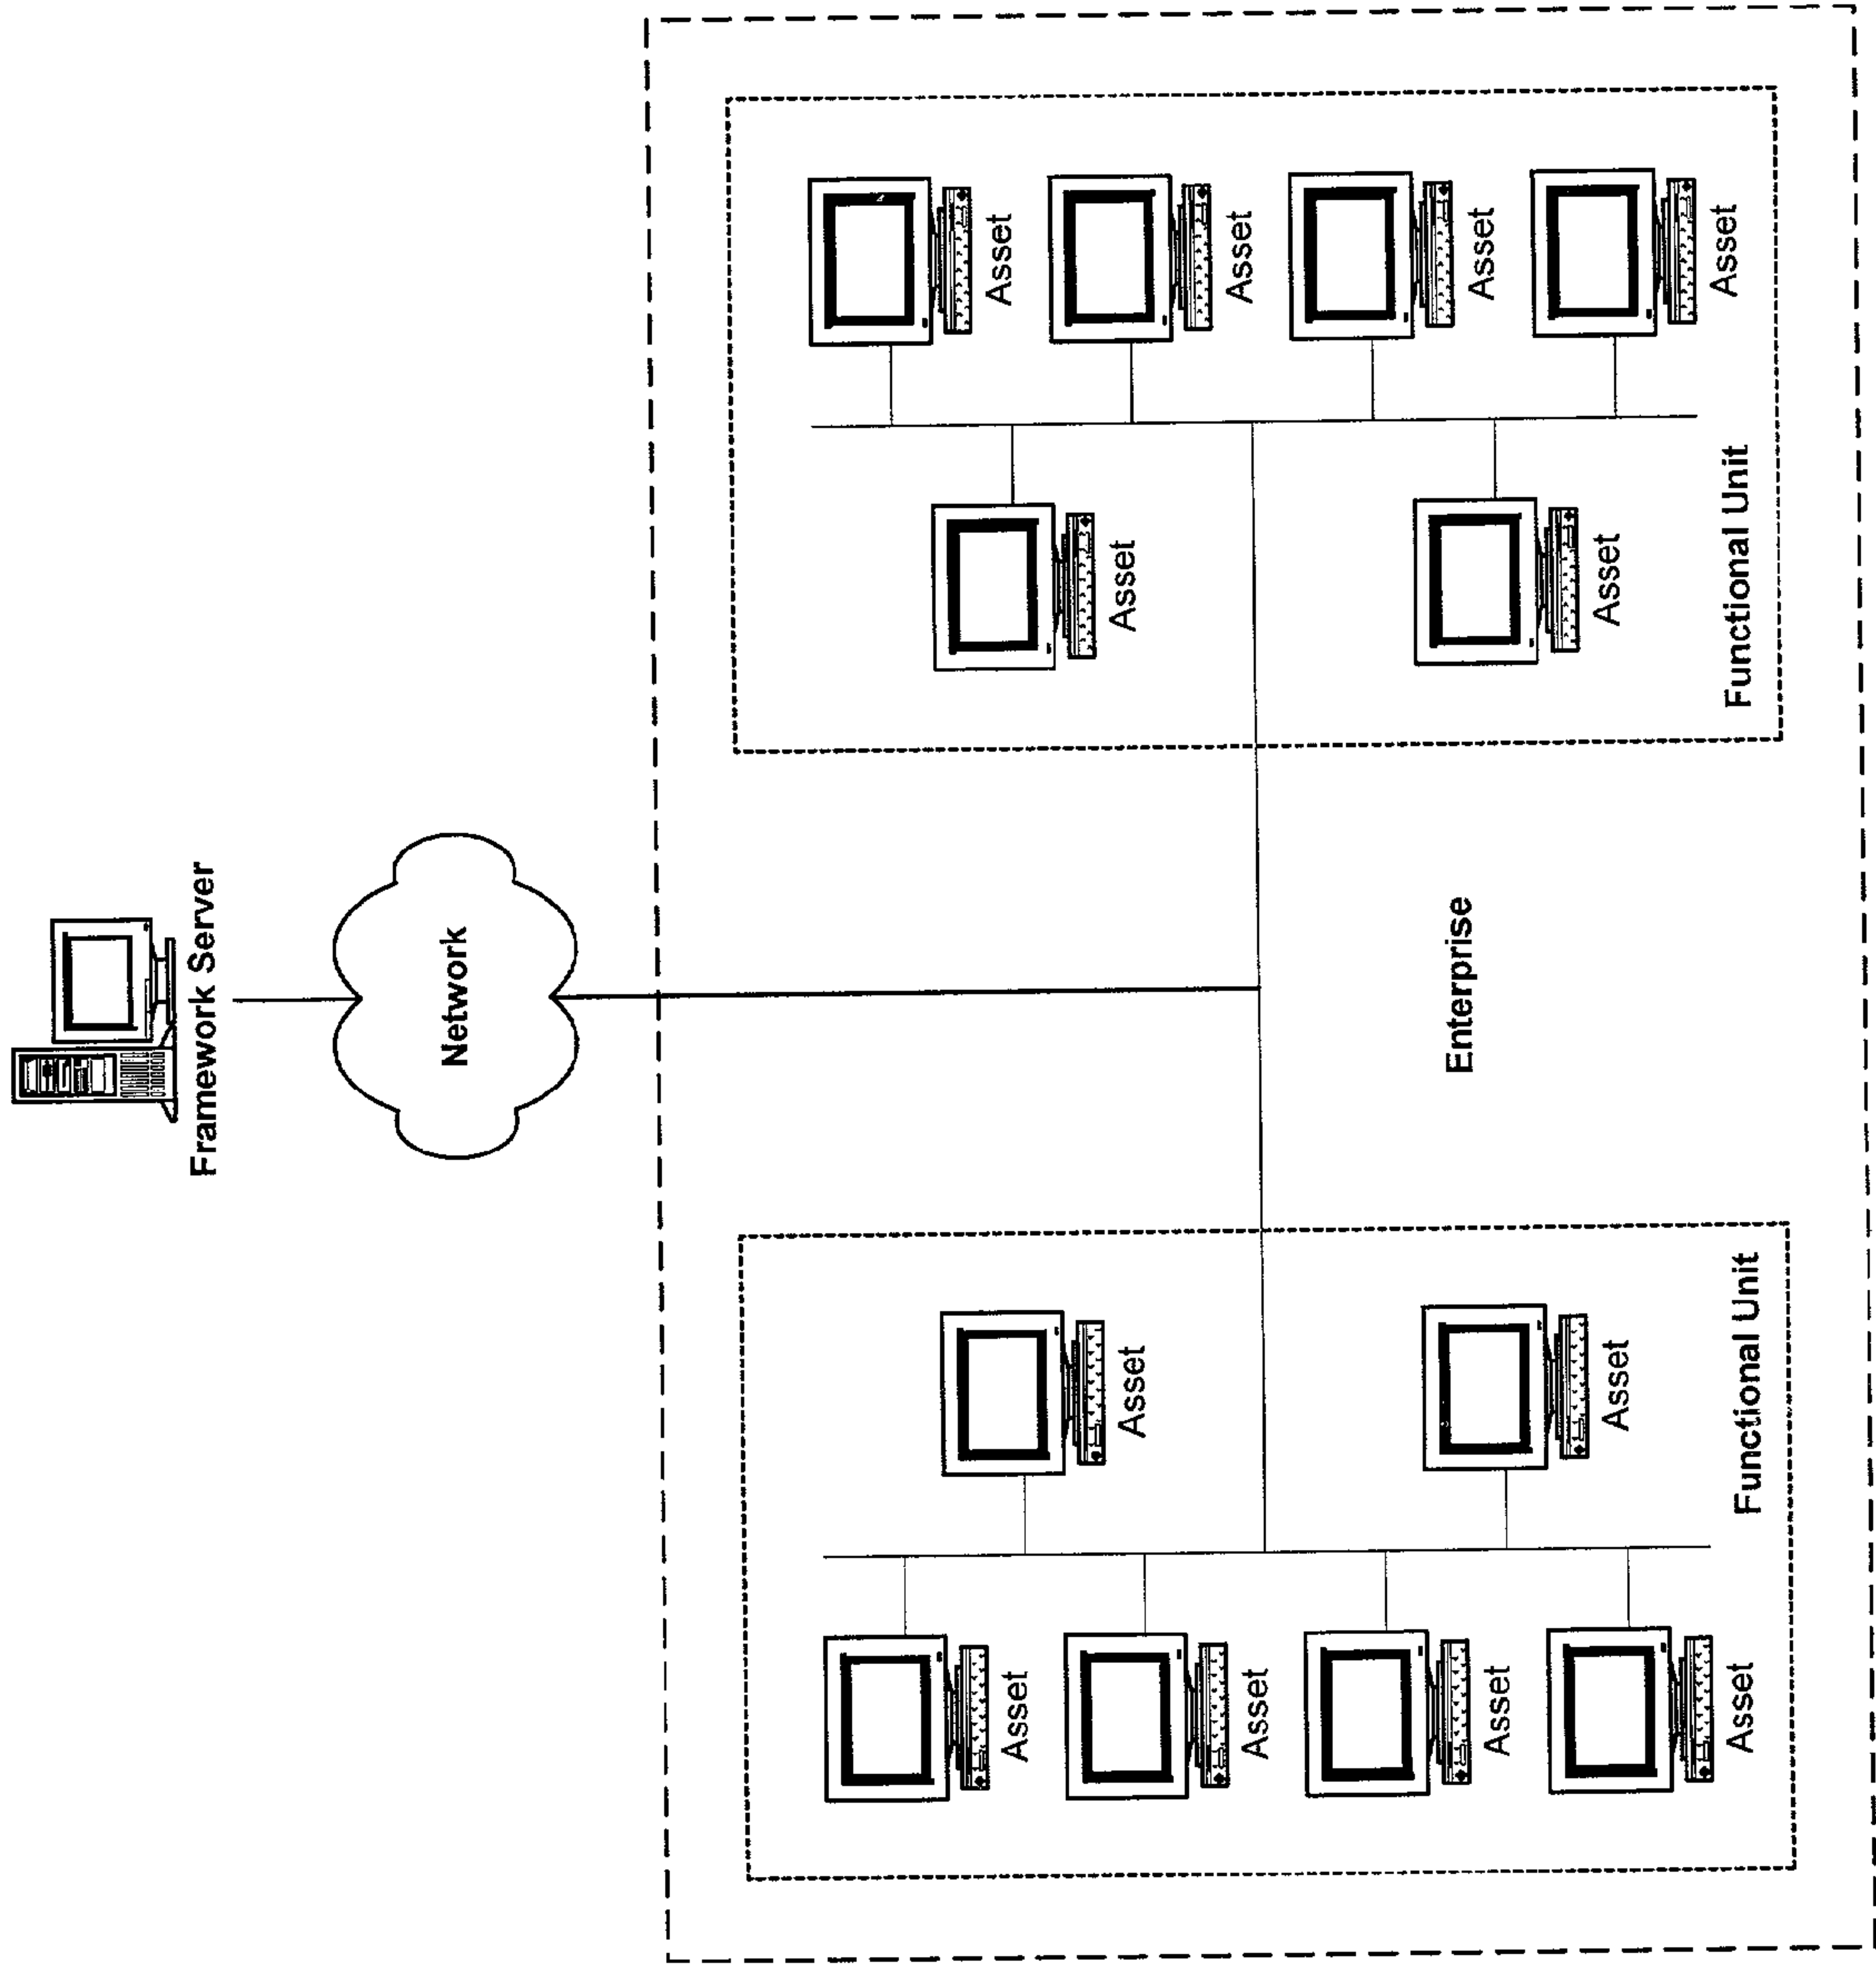 Framework Server
Network
Asset
Asset
Asset
Asset
Asset
Asset
Enterprise
Asset
Asset
Asset
Asset
Asset
Asset
Functional Unit
Functional Unit